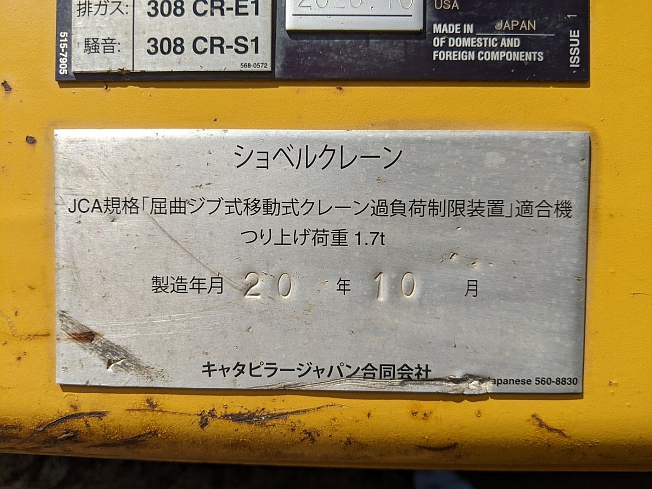 排ガス: 308 CR-E1
騒音: 308 CR-S1
568-0572
515-7905
2020.10
USA
MADE IN JAPAN
OF DOMESTIC AND
FOREIGN COMPONENTS
ISSUE 1
ショベルクレーン
JCA規格「屈曲ジブ式移動式クレーン過負荷制限装置」適合機
つり上げ荷重 1.7t
製造年月 20 年 10 月
キャタピラージャパン合同会社
Japanese 560-8830